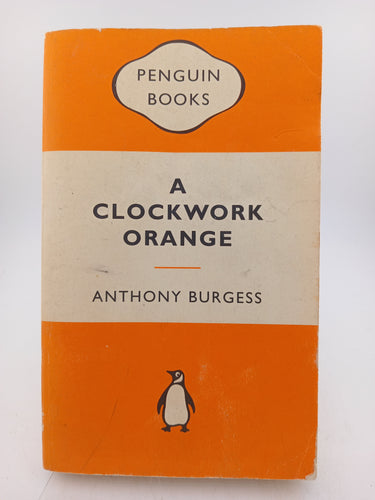 PENGUIN
BOOKS
A
CLOCKWORK
ORANGE
ANTHONY BURGESS